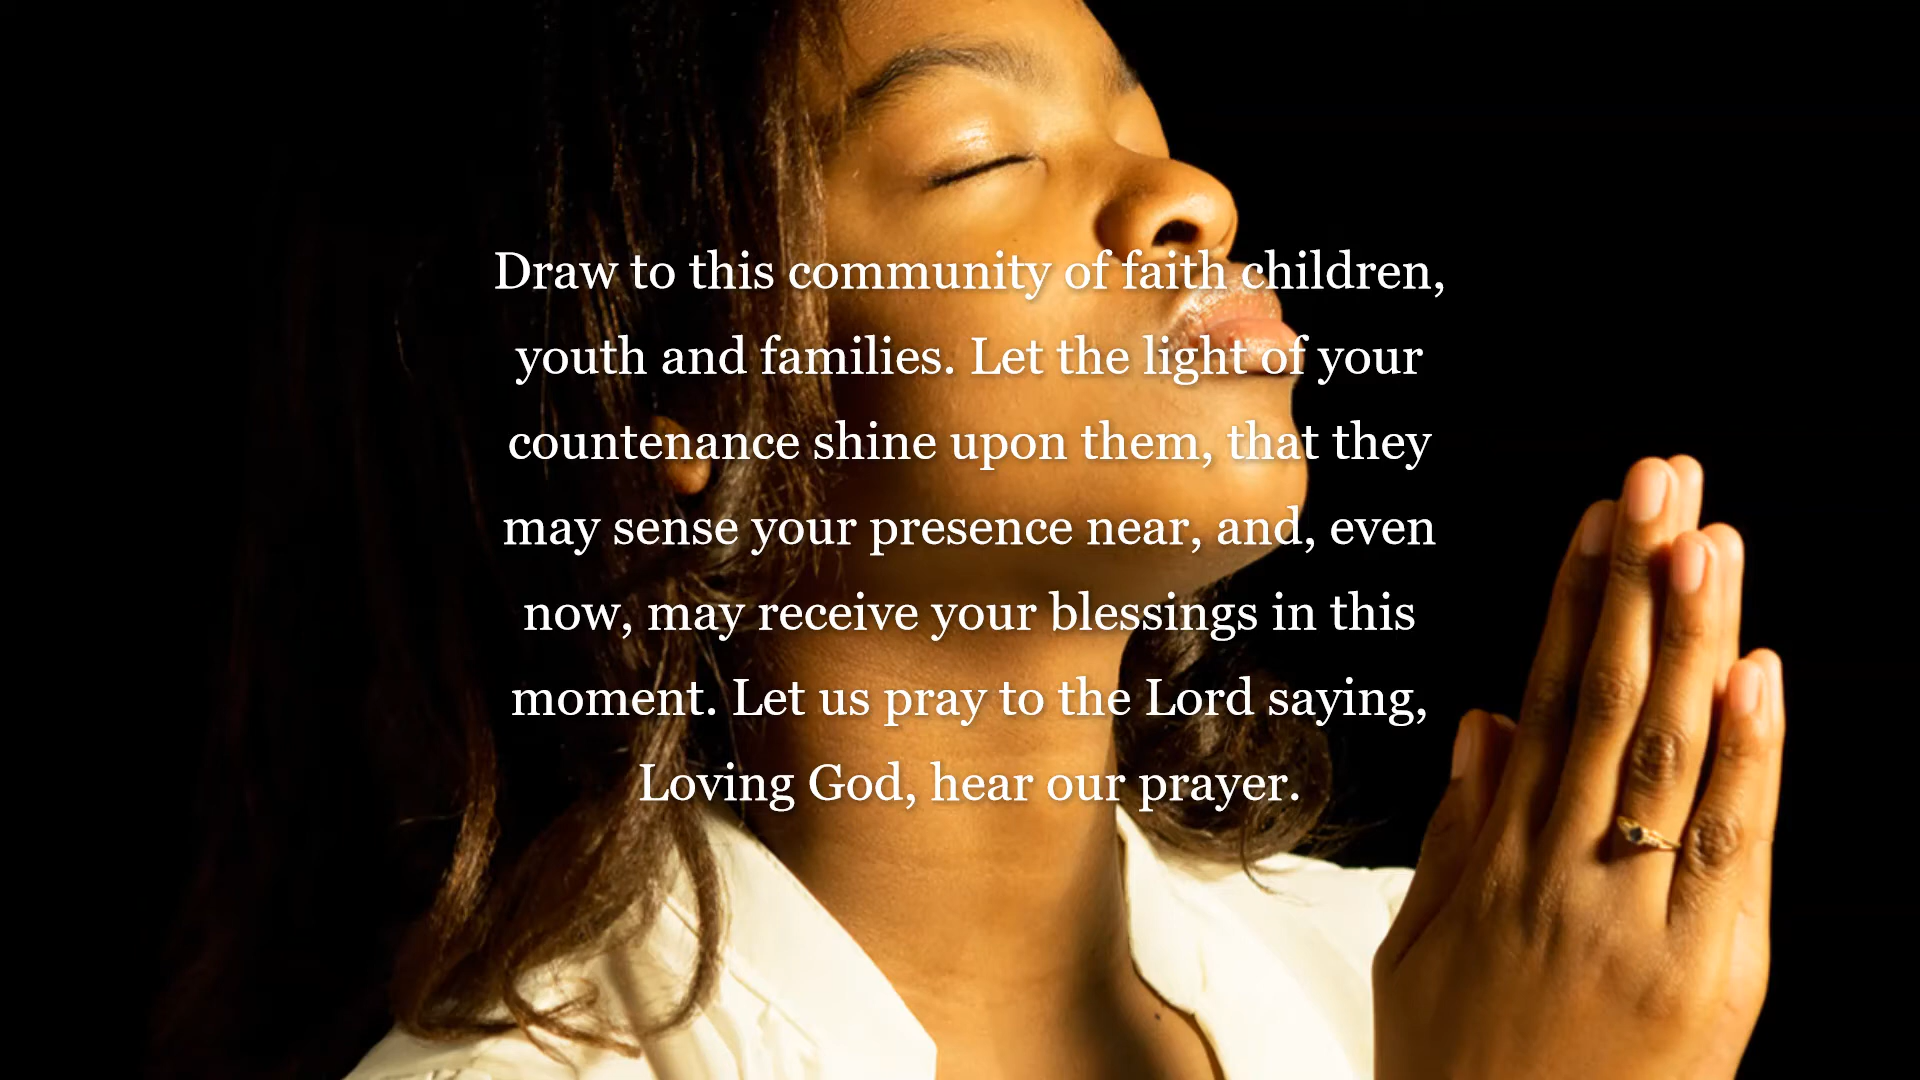 Draw to this community of faith children,
youth and families. Let the light of your
countenance shine upon them, that they
may sense your presence near, and, even
now, may receive your blessings in this
moment. Let us pray to the Lord saying,
Loving God, hear our prayer.